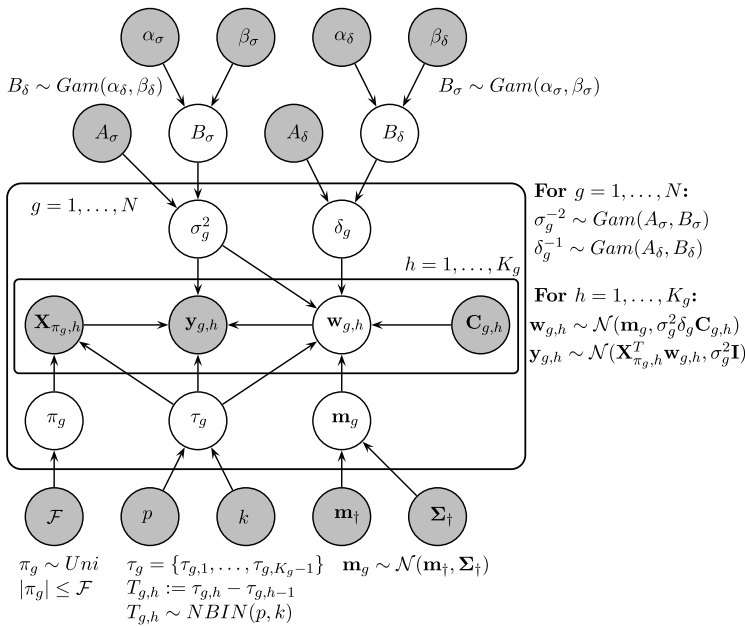 α_σ β_σ α_δ β_δ
B_δ ∼ Gam(α_δ, β_δ) B_σ ∼ Gam(α_σ, β_σ)
A_σ B_σ A_δ B_δ
g = 1, . . . , N
σ_g^2 δ_g
For g = 1, . . . , N:
σ_g^{-2} ∼ Gam(A_σ, B_σ)
δ_g^{-1} ∼ Gam(A_δ, B_δ)
h = 1, . . . , K_g
X_{π_g,h} y_{g,h} w_{g,h} C_{g,h}
For h = 1, . . . , K_g:
w_{g,h} ∼ 𝒩(m_g, σ_g^2 δ_g C_{g,h})
y_{g,h} ∼ 𝒩(X_{π_g,h}^T w_{g,h}, σ_g^2 I)
π_g τ_g m_g
ℱ p k m_† Σ_†
π_g ∼ Uni
|π_g| ≤ ℱ
τ_g = {τ_{g,1}, . . . , τ_{g,K_g−1}}
T_{g,h} := τ_{g,h} − τ_{g,h−1}
T_{g,h} ∼ NBIN(p, k)
m_g ∼ 𝒩(m_†, Σ_†)